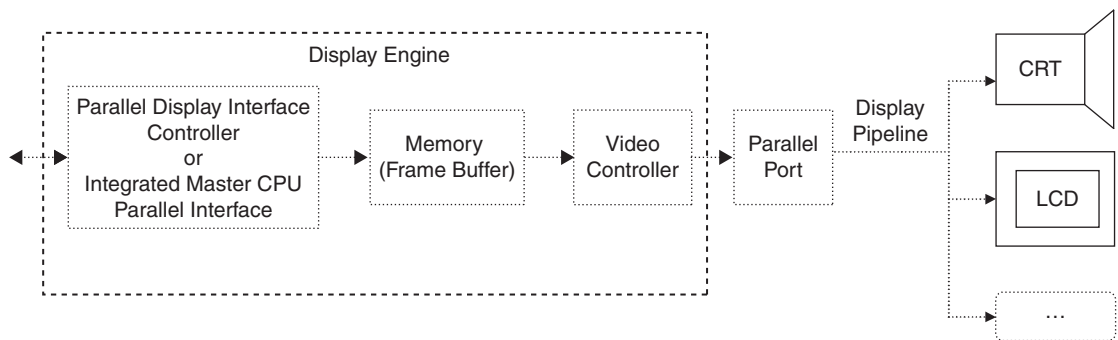 Display Engine
Parallel Display Interface
Controller
or
Integrated Master CPU
Parallel Interface
Memory
(Frame Buffer)
Video
Controller
Parallel
Port
Display
Pipeline
CRT
LCD
...